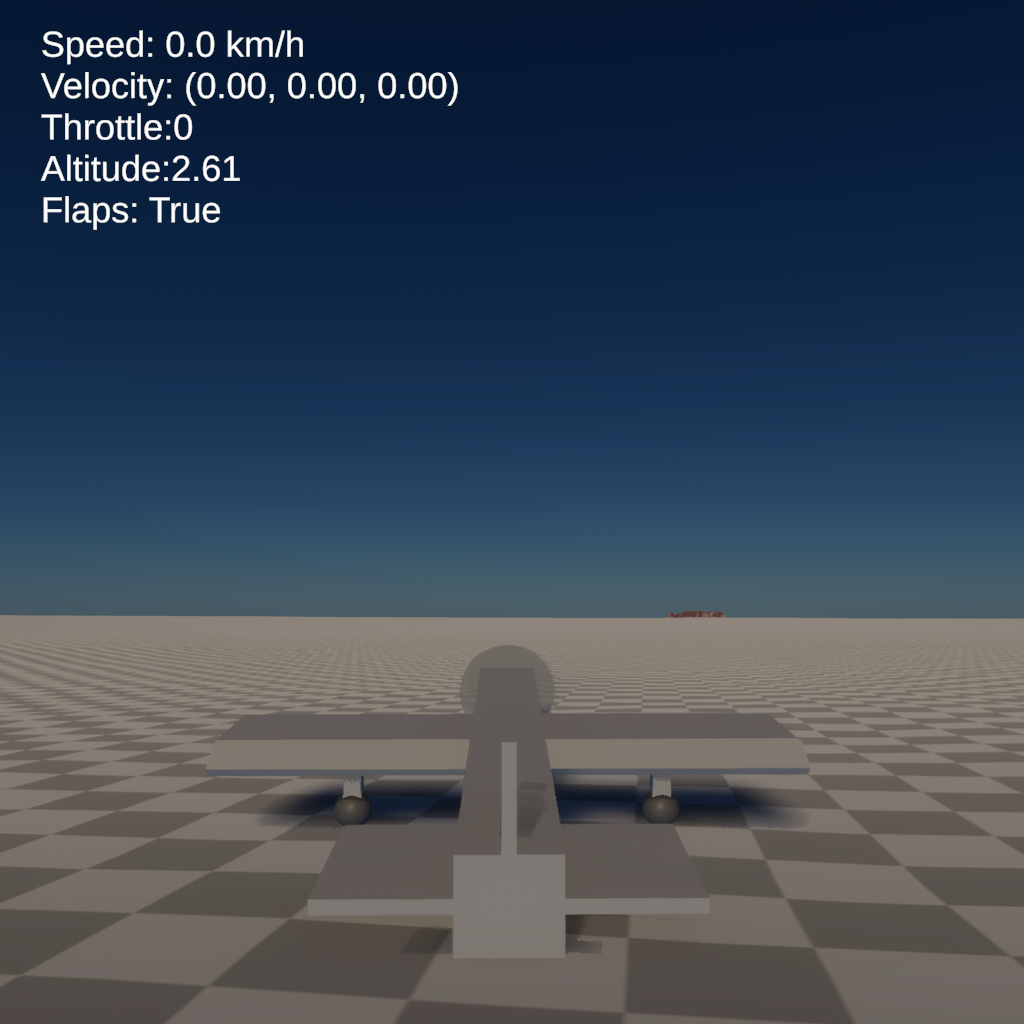 Speed: 0.0 km/h
Velocity: (0.00, 0.00, 0.00)
Throttle:0
Altitude:2.61
Flaps: True